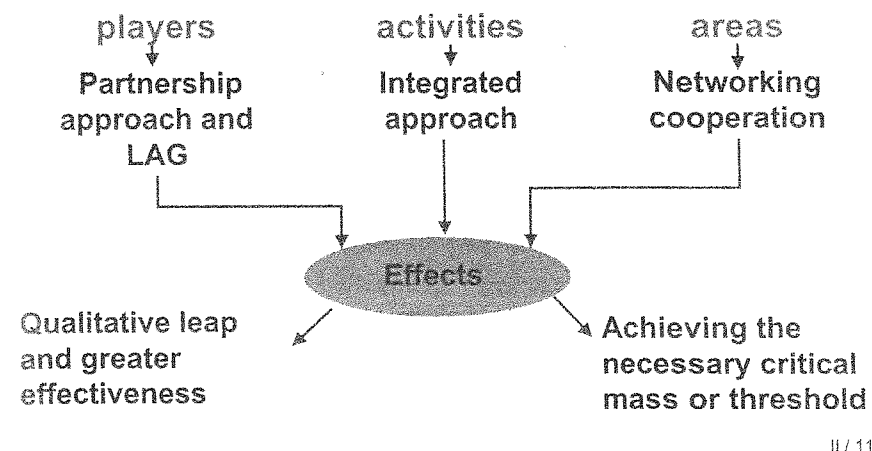 players
activities
areas
Partnership
approach and
LAG
Integrated
approach
Networking
cooperation
Effects
Qualitative leap
and greater
effectiveness
Achieving the
necessary critical
mass or threshold
II / 11